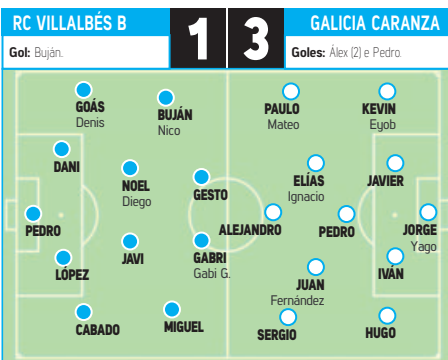 RC VILLALBÉS B
1
3
GALICIA CARANZA
Gol: Buján.
Goles: Álex (2) e Pedro.
GOÁS
Denis
BUJÁN
Nico
DANI
NOEL
Diego
GESTO
PEDRO
JAVI
GABRI
Gabi G.
LÓPEZ
CABADO
MIGUEL
PAULO
Mateo
KEVIN
Eyob
ELÍAS
Ignacio
JAVIER
ALEJANDRO
PEDRO
JORGE
Yago
JUAN
Fernández
IVÁN
SERGIO
HUGO